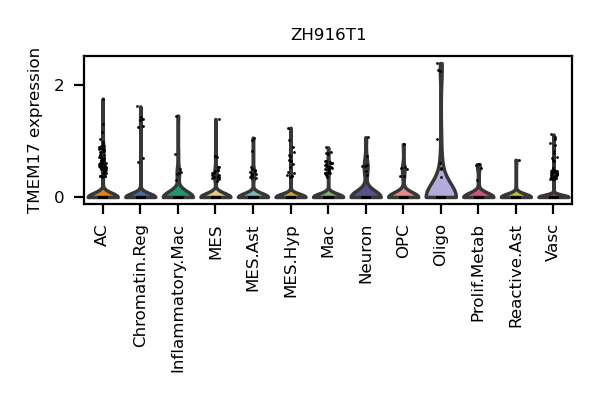 ZH916T1
TMEM17 expression
2
0
AC
Chromatin.Reg
Inflammatory.Mac
MES
MES.Ast
MES.Hyp
Mac
Neuron
OPC
Oligo
Prolif.Metab
Reactive.Ast
Vasc